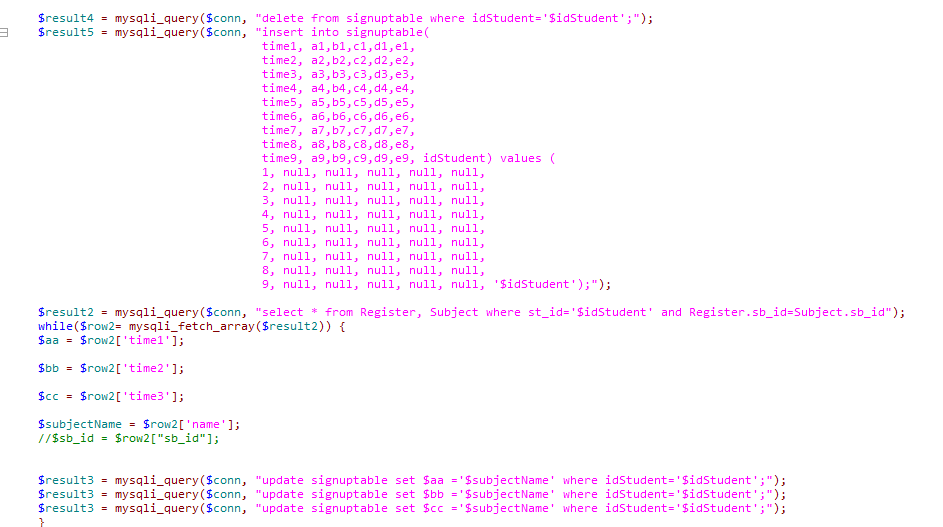 $result4 = mysqli_query($conn, "delete from signuptable where idStudent='$idStudent';");
$result5 = mysqli_query($conn, "insert into signuptable(
time1, a1,b1,c1,d1,e1,
time2, a2,b2,c2,d2,e2,
time3, a3,b3,c3,d3,e3,
time4, a4,b4,c4,d4,e4,
time5, a5,b5,c5,d5,e5,
time6, a6,b6,c6,d6,e6,
time7, a7,b7,c7,d7,e7,
time8, a8,b8,c8,d8,e8,
time9, a9,b9,c9,d9,e9, idStudent) values (
1, null, null, null, null, null,
2, null, null, null, null, null,
3, null, null, null, null, null,
4, null, null, null, null, null,
5, null, null, null, null, null,
6, null, null, null, null, null,
7, null, null, null, null, null,
8, null, null, null, null, null,
9, null, null, null, null, null, '$idStudent');");
$result2 = mysqli_query($conn, "select * from Register, Subject where st_id='$idStudent' and Register.sb_id=Subject.sb_id");
while($row2= mysqli_fetch_array($result2)) {
$aa = $row2['time1'];
$bb = $row2['time2'];
$cc = $row2['time3'];
$subjectName = $row2['name'];
//$sb_id = $row2["sb_id"];
$result3 = mysqli_query($conn, "update signuptable set $aa ='$subjectName' where idStudent='$idStudent';");
$result3 = mysqli_query($conn, "update signuptable set $bb ='$subjectName' where idStudent='$idStudent';");
$result3 = mysqli_query($conn, "update signuptable set $cc ='$subjectName' where idStudent='$idStudent';");
}